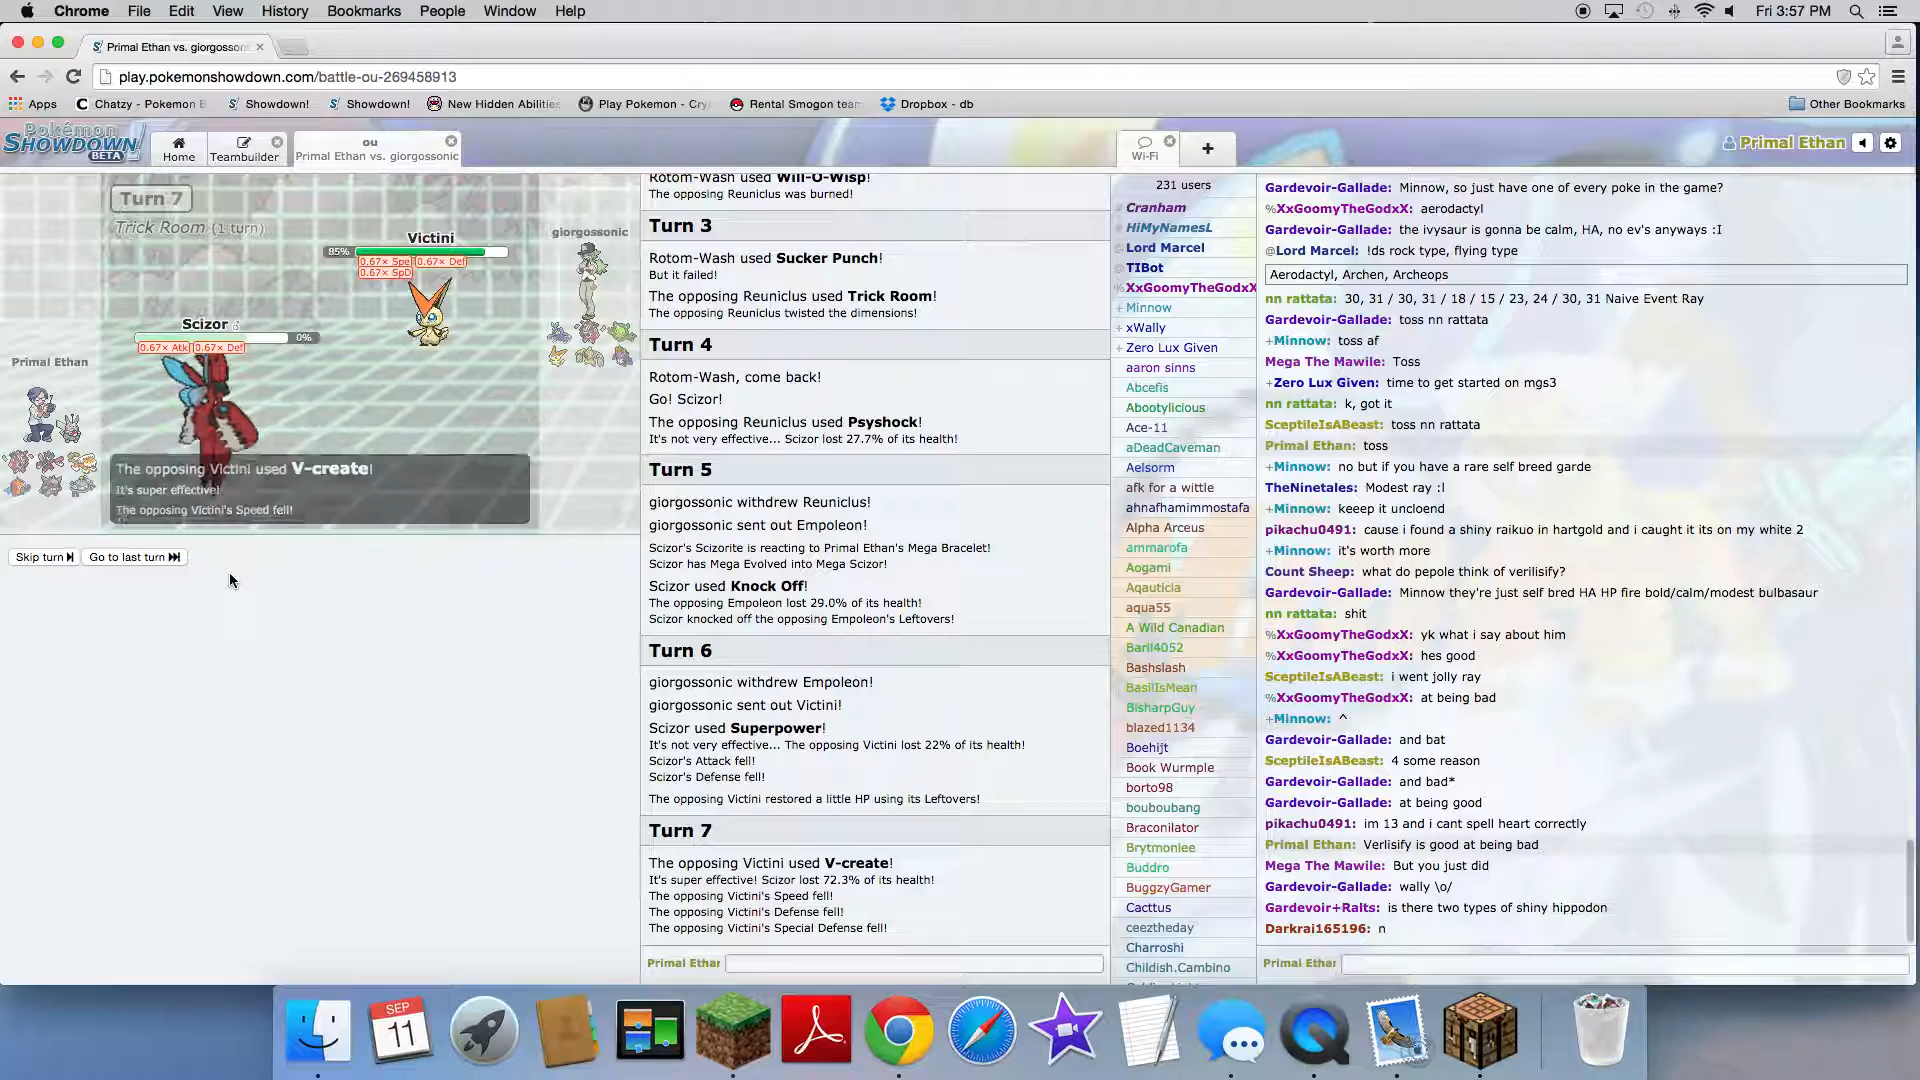 Chrome File Edit View History Bookmarks People Window Help Fri 3:57 PM
Primal Ethan vs. giorgosson
play.pokemonshowdown.com/battle-ou-269458913
Apps Chatzy - Pokemon Showdown! Showdown! New Hidden Abilities Play Pokemon - Cry Rental Smogon team Dropbox - db Other Bookmarks
Pokémon
SHOWDOWN!
BETA
Home
Teambuilder
ou
Primal Ethan vs. giorgossonic
Wi-Fi
+
Primal Ethan
Turn 7
Trick Room (1 turn)
Victini
85%
0.67× Spe 0.67× Def
0.67× SpD
giorgossonic
Scizor
0%
0.67× Atk 0.67× Def
Primal Ethan
The opposing Victini used V-create!
It's super effective!
The opposing Victini's Speed fell!
Skip turn Go to last turn
Rotom-Wash used Will-O-Wisp!
The opposing Reuniclus was burned!
Turn 3
Rotom-Wash used Sucker Punch!
But it failed!
The opposing Reuniclus used Trick Room!
The opposing Reuniclus twisted the dimensions!
Turn 4
Rotom-Wash, come back!
Go! Scizor!
The opposing Reuniclus used Psyshock!
It's not very effective... Scizor lost 27.7% of its health!
Turn 5
giorgossonic withdrew Reuniclus!
giorgossonic sent out Empoleon!
Scizor's Scizorite is reacting to Primal Ethan's Mega Bracelet!
Scizor has Mega Evolved into Mega Scizor!
Scizor used Knock Off!
The opposing Empoleon lost 29.0% of its health!
Scizor knocked off the opposing Empoleon's Leftovers!
Turn 6
giorgossonic withdrew Empoleon!
giorgossonic sent out Victini!
Scizor used Superpower!
It's not very effective... The opposing Victini lost 22% of its health!
Scizor's Attack fell!
Scizor's Defense fell!
The opposing Victini restored a little HP using its Leftovers!
Turn 7
The opposing Victini used V-create!
It's super effective! Scizor lost 72.3% of its health!
The opposing Victini's Speed fell!
The opposing Victini's Defense fell!
The opposing Victini's Special Defense fell!
Primal Ethan
231 users
Cranham
HiMyNamesL
@Lord Marcel
@TIBot
%XxGoomyTheGodxX
+Minnow
+xWally
+Zero Lux Given
aaron sinns
Abcefis
Abootylicious
Ace-11
aDeadCaveman
Aelsorm
afk for a wittle
ahnafhamimmostafa
Alpha Arceus
ammarofa
Aogami
Aqauticia
aqua55
A Wild Canadian
Baril4052
Bashslash
BasilIsMean
BisharpGuy
blazed1134
Boehijt
Book Wurmple
borto98
bouboubang
Braconilator
Brytmonlee
Buddro
BuggzyGamer
Cacttus
ceeztheday
Charroshi
Childish.Cambino
Gardevoir-Gallade: Minnow, so just have one of every poke in the game?
%XxGoomyTheGodxX: aerodactyl
Gardevoir-Gallade: the ivysaur is gonna be calm, HA, no ev's anyways :I
@Lord Marcel: !ds rock type, flying type
Aerodactyl, Archen, Archeops
nn rattata: 30, 31 / 30, 31 / 18 / 15 / 23, 24 / 30, 31 Naive Event Ray
Gardevoir-Gallade: toss nn rattata
+Minnow: toss af
Mega The Mawile: Toss
+Zero Lux Given: time to get started on mgs3
nn rattata: k, got it
SceptileIsABeast: toss nn rattata
Primal Ethan: toss
+Minnow: no but if you have a rare self breed garde
TheNinetales: Modest ray :l
+Minnow: keeep it uncloend
pikachu0491: cause i found a shiny raikuo in hartgold and i caught it its on my white 2
+Minnow: it's worth more
Count Sheep: what do pepole think of verilisify?
Gardevoir-Gallade: Minnow they're just self bred HA HP fire bold/calm/modest bulbasaur
nn rattata: shit
%XxGoomyTheGodxX: yk what i say about him
%XxGoomyTheGodxX: hes good
SceptileIsABeast: i went jolly ray
%XxGoomyTheGodxX: at being bad
+Minnow: ^
Gardevoir-Gallade: and bat
SceptileIsABeast: 4 some reason
Gardevoir-Gallade: and bad*
Gardevoir-Gallade: at being good
pikachu0491: im 13 and i cant spell heart correctly
Primal Ethan: Verlisify is good at being bad
Mega The Mawile: But you just did
Gardevoir-Gallade: wally \o/
Gardevoir+Ralts: is there two types of shiny hippodon
Darkrai165196: n
Primal Ethan
SEP
11